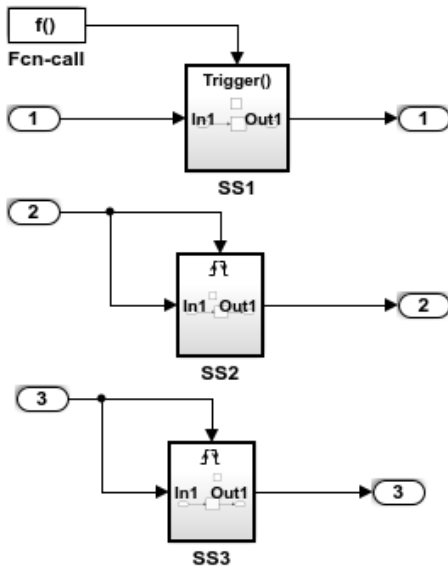 f()
Fcn-call
Trigger()
1
In1 Out1
1
SS1
2
In1 Out1
2
SS2
3
In1 Out1
3
SS3